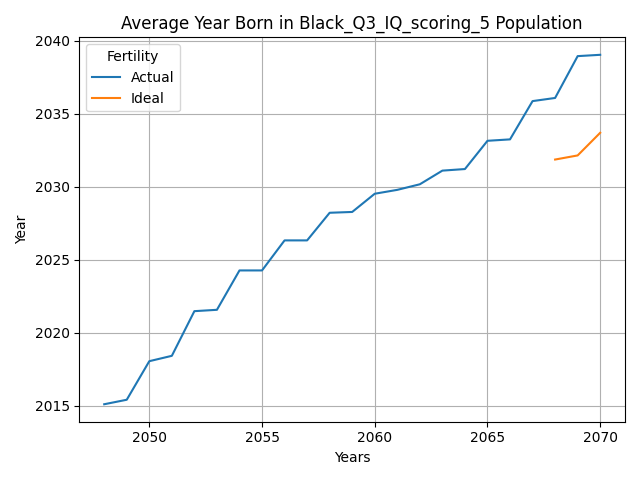 Average Year Born in Black_Q3_IQ_scoring_5 Population
Fertility
Actual
Ideal
Year
2040
2035
2030
2025
2020
2015
2050 2055 2060 2065 2070
Years